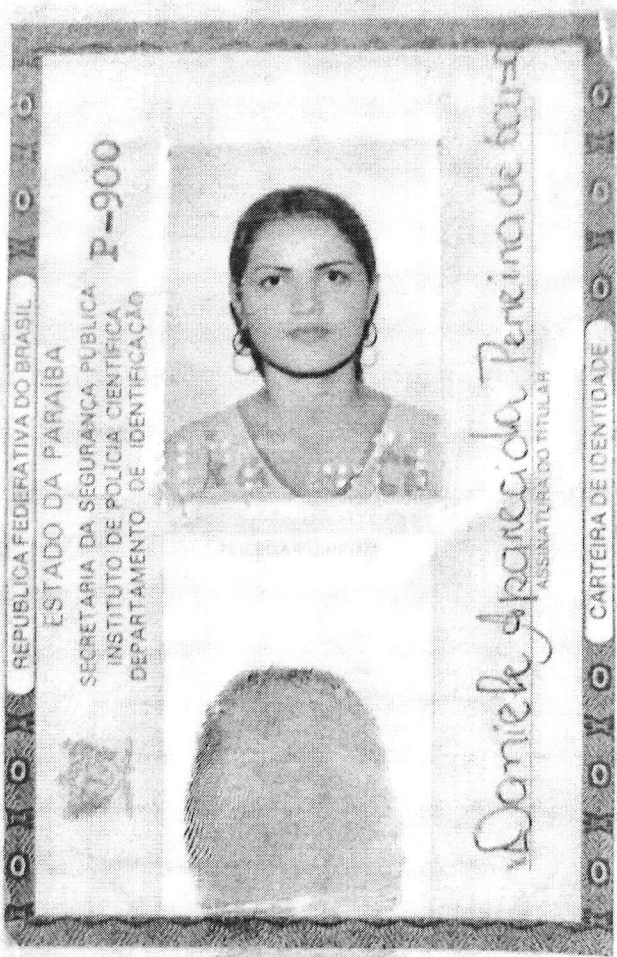 REPÚBLICA FEDERATIVA DO BRASIL
ESTADO DA PARAÍBA
SECRETARIA DA SEGURANÇA PÚBLICA
INSTITUTO DE POLÍCIA CIENTÍFICA
DEPARTAMENTO DE IDENTIFICAÇÃO
P-900
Aparecida Pereira de
ASSINATURA DO TITULAR
CARTEIRA DE IDENTIDADE